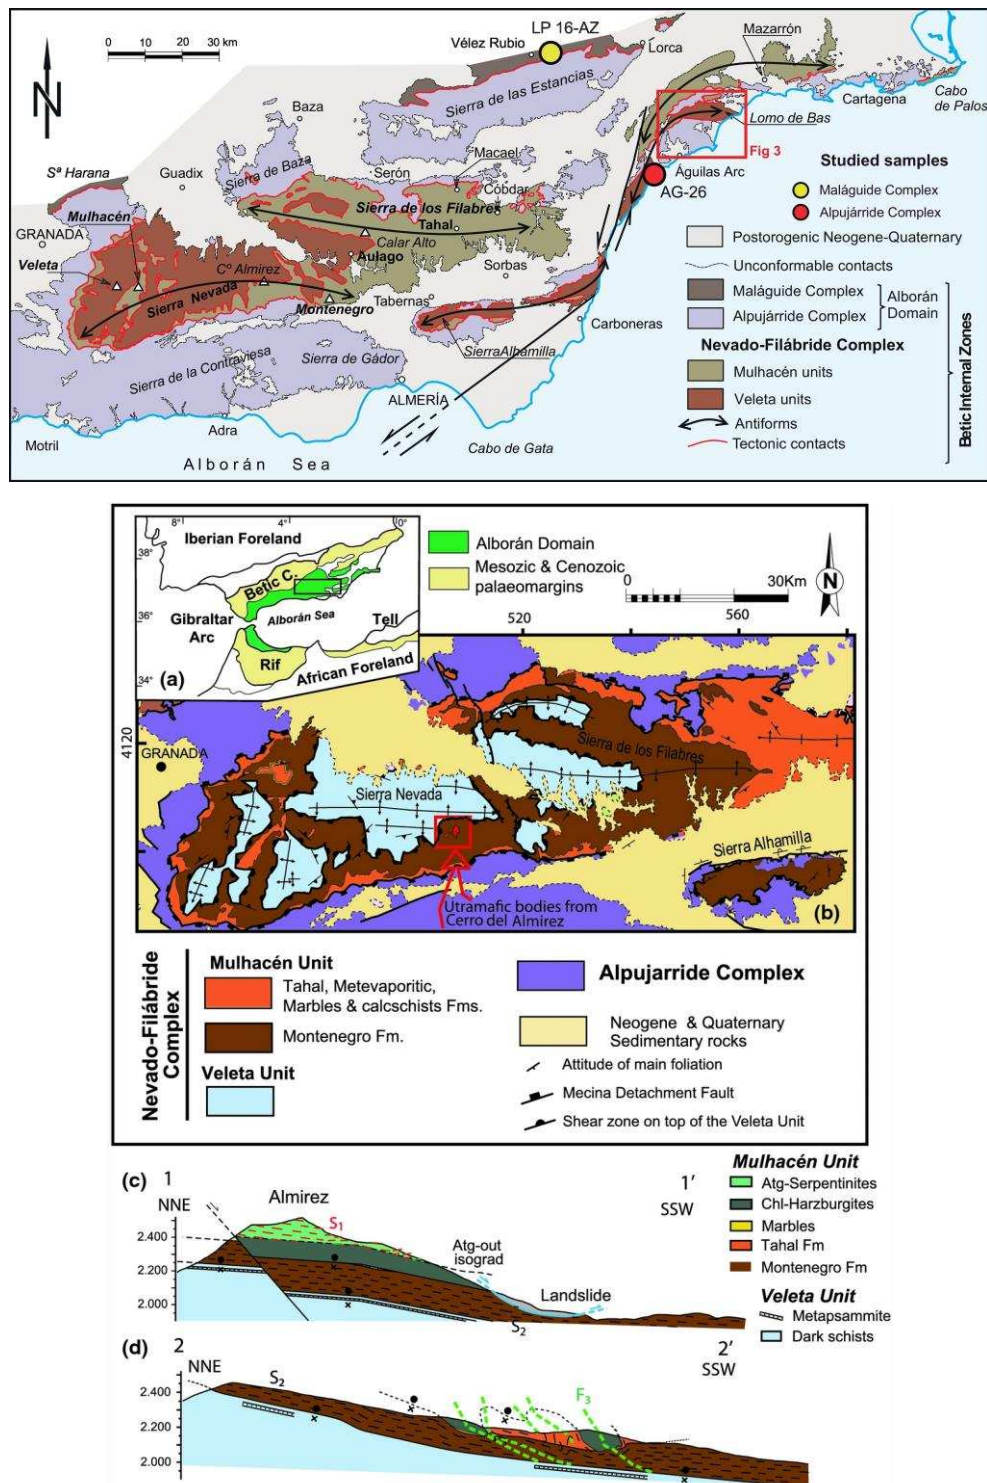 LP 16-AZ
Mazarrón
0 10 20 30 km
Vélez Rubio
Lorca
Sierra de las Estancias
Cartagena
Cabo de Palos
N
Baza
Lomo de Bas
Fig 3
Sª Harana
Guadix
Sierra de Baza
Serón
Macael
Cóbdar
Águilas Arc
AG-26
Studied samples
Maláguide Complex
Alpujárride Complex
Mulhacén
Sierra de los Filabres
Tahal
GRANADA
Calar Alto
Postorogenic Neogene-Quaternary
Veleta
Aulago
Cº Almirez
Sorbas
Unconformable contacts
Sierra Nevada
Montenegro
Tabernas
Maláguide Complex
Alpujárride Complex
Alborán Domain
Carboneras
Nevado-Filábride Complex
Sierra Alhamilla
Sierra de la Contraviesa
Sierra de Gádor
Mulhacén units
Veleta units
ALMERÍA
Antiforms
Tectonic contacts
Betic Internal Zones
Motril
Adra
Cabo de Gata
Alborán Sea
8° 4° 0°
Iberian Foreland
38°
Betic C.
36°
Gibraltar Arc
Alborán Sea
Tell
Rif
African Foreland
34°
(a)
Alborán Domain
Mesozic & Cenozoic
palaeomargins
0 30Km
N
520 560
4120
GRANADA
Sierra de los Filabres
Sierra Nevada
Sierra Alhamilla
Utramafic bodies from
Cerro del Almirez
(b)
Nevado-Filábride Complex
Mulhacén Unit
Tahal, Metevaporitic,
Marbles & calcschists Fms.
Montenegro Fm.
Veleta Unit
Alpujarride Complex
Neogene & Quaternary
Sedimentary rocks
Attitude of main foliation
Mecina Detachment Fault
Shear zone on top of the Veleta Unit
(c) 1 1'
NNE SSW
Almirez
S1
2.400
2.200
2.000
Atg-out
isograd
Landslide
S2
Mulhacén Unit
Atg-Serpentinites
Chl-Harzburgites
Marbles
Tahal Fm
Montenegro Fm
Veleta Unit
Metapsammite
Dark schists
(d) 2 2'
NNE SSW
S2
F3
2.400
2.200
2.000